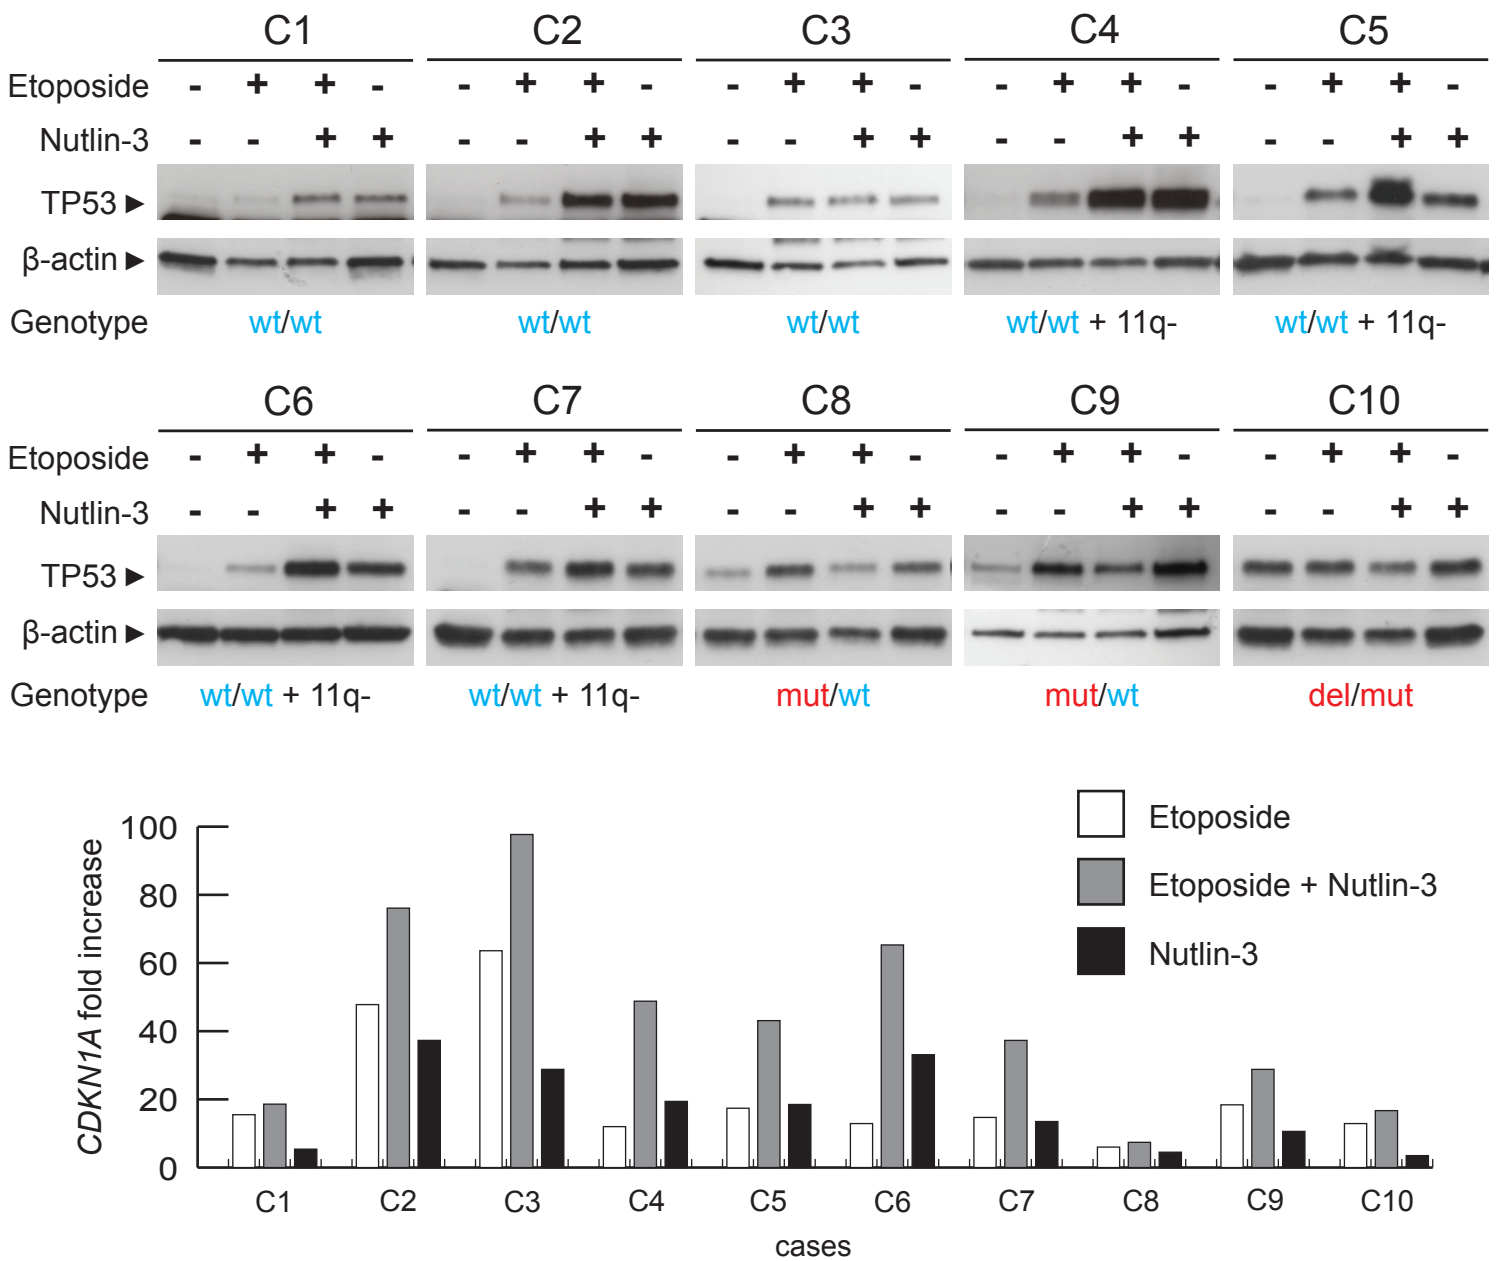 C1 C2 C3 C4 C5
Etoposide - + + - - + + - - + + - - + + - - + + -
Nutlin-3 - - + + - - + + - - + + - - + + - - + +
TP53 ►
β-actin ►
Genotype wt/wt wt/wt wt/wt wt/wt + 11q- wt/wt + 11q-
C6 C7 C8 C9 C10
Etoposide - + + - - + + - - + + - - + + - - + + -
Nutlin-3 - - + + - - + + - - + + - - + + - - + +
TP53 ►
β-actin ►
Genotype wt/wt + 11q- wt/wt + 11q- mut/wt mut/wt del/mut
CDKN1A fold increase
100
80
60
40
20
0
Etoposide
Etoposide + Nutlin-3
Nutlin-3
C1 C2 C3 C4 C5 C6 C7 C8 C9 C10
cases